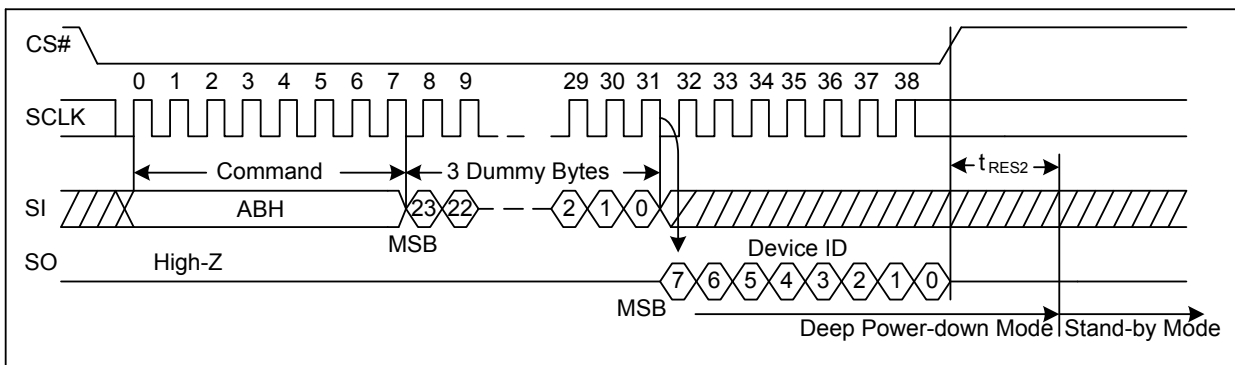 CS#
0 1 2 3 4 5 6 7 8 9 29 30 31 32 33 34 35 36 37 38
SCLK
Command 3 Dummy Bytes tRES2
SI ABH 23 22 2 1 0
MSB
SO High-Z Device ID
7 6 5 4 3 2 1 0
MSB
Deep Power-down Mode Stand-by Mode